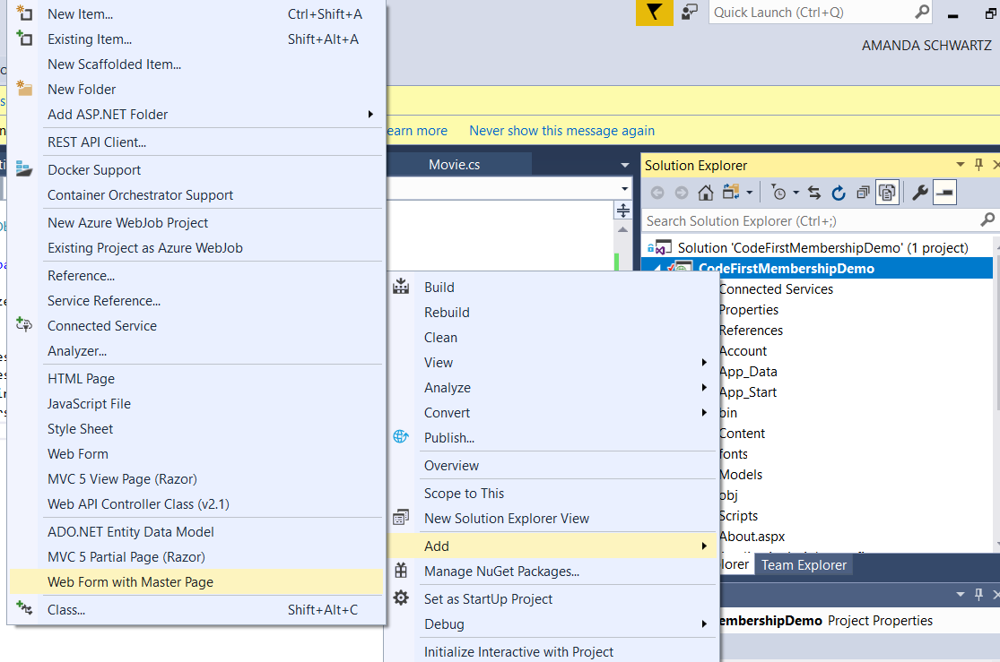 New Item... Ctrl+Shift+A
Existing Item... Shift+Alt+A
New Scaffolded Item...
New Folder
Add ASP.NET Folder
REST API Client...
Docker Support
Container Orchestrator Support
New Azure WebJob Project
Existing Project as Azure WebJob
Reference...
Service Reference...
Connected Service
Analyzer...
HTML Page
JavaScript File
Style Sheet
Web Form
MVC 5 View Page (Razor)
Web API Controller Class (v2.1)
ADO.NET Entity Data Model
MVC 5 Partial Page (Razor)
Web Form with Master Page
Class... Shift+Alt+C
Quick Launch (Ctrl+Q)
AMANDA SCHWARTZ
earn more Never show this message again
Movie.cs
Build
Rebuild
Clean
View
Analyze
Convert
Publish...
Overview
Scope to This
New Solution Explorer View
Add
Manage NuGet Packages...
Set as StartUp Project
Debug
Initialize Interactive with Project
Solution Explorer
Search Solution Explorer (Ctrl+;)
Solution 'CodeFirstMembershipDemo' (1 project)
CodeFirstMembershipDemo
Connected Services
Properties
References
Account
App_Data
App_Start
bin
Content
fonts
Models
obj
Scripts
About.aspx
lorer Team Explorer
embershipDemo Project Properties